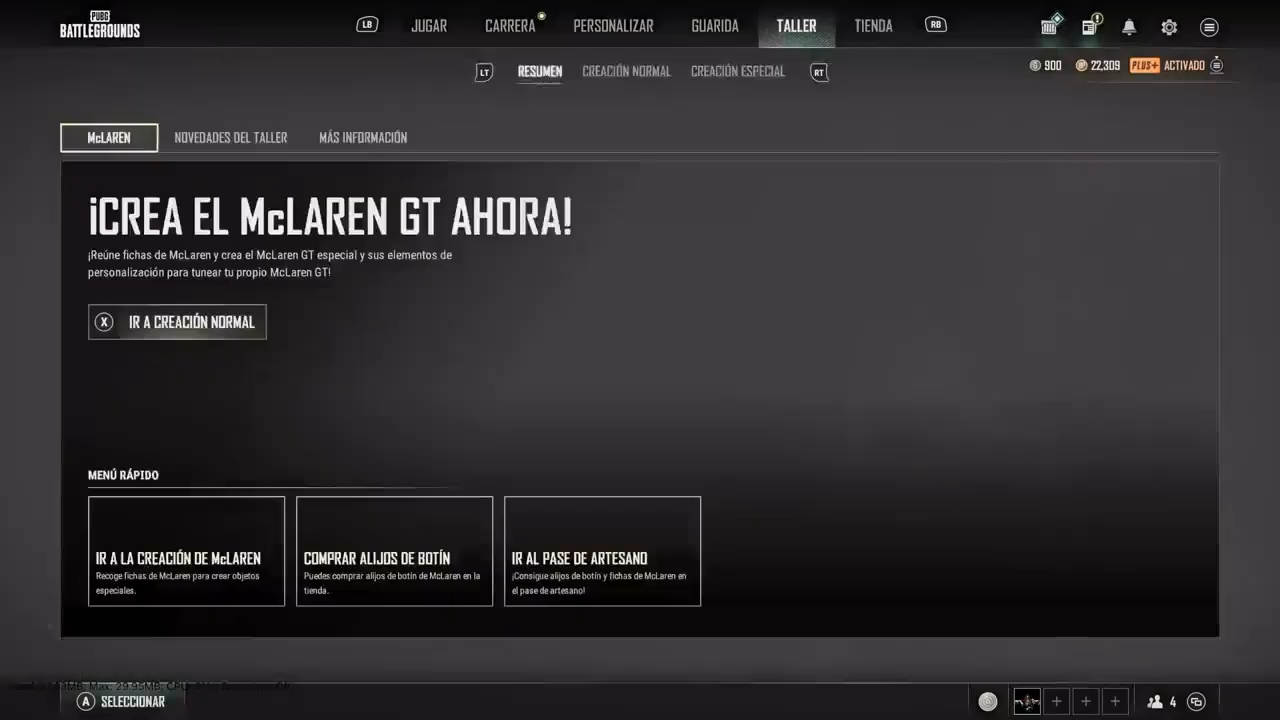 PUBG
BATTLEGROUNDS
LB
JUGAR
CARRERA
PERSONALIZAR
GUARIDA
TALLER
TIENDA
RB
LT
RESUMEN
CREACIÓN NORMAL
CREACIÓN ESPECIAL
RT
900
22,309
PLUS+
ACTIVADO
McLAREN
NOVEDADES DEL TALLER
MÁS INFORMACIÓN
¡CREA EL McLAREN GT AHORA!
¡Reúne fichas de McLaren y crea el McLaren GT especial y sus elementos de
personalización para tunear tu propio McLaren GT!
X IR A CREACIÓN NORMAL
MENÚ RÁPIDO
IR A LA CREACIÓN DE McLAREN
Recoge fichas de McLaren para crear objetos
especiales.
COMPRAR ALIJOS DE BOTÍN
Puedes comprar alijos de botín de McLaren en la
tienda.
IR AL PASE DE ARTESANO
¡Consigue alijos de botín y fichas de McLaren en
el pase de artesano!
A SELECCIONAR
4